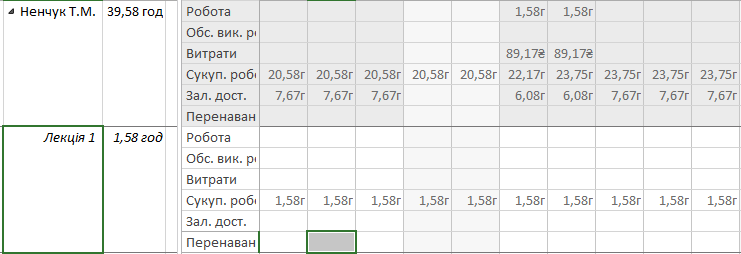 Ненчук Т.М. 39,58 год Робота 1,58г 1,58г
Обс. вик. ро
Витрати 89,17₴ 89,17₴
Сукуп. робо 20,58г 20,58г 20,58г 20,58г 20,58г 22,17г 23,75г 23,75г 23,75г 23,75г
Зал. дост. 7,67г 7,67г 7,67г 6,08г 6,08г 7,67г 7,67г 7,67г
Перенаван
Лекція 1 1,58 год Робота
Обс. вик. ро
Витрати
Сукуп. робо 1,58г 1,58г 1,58г 1,58г 1,58г 1,58г 1,58г 1,58г 1,58г 1,58г
Зал. дост.
Перенаван